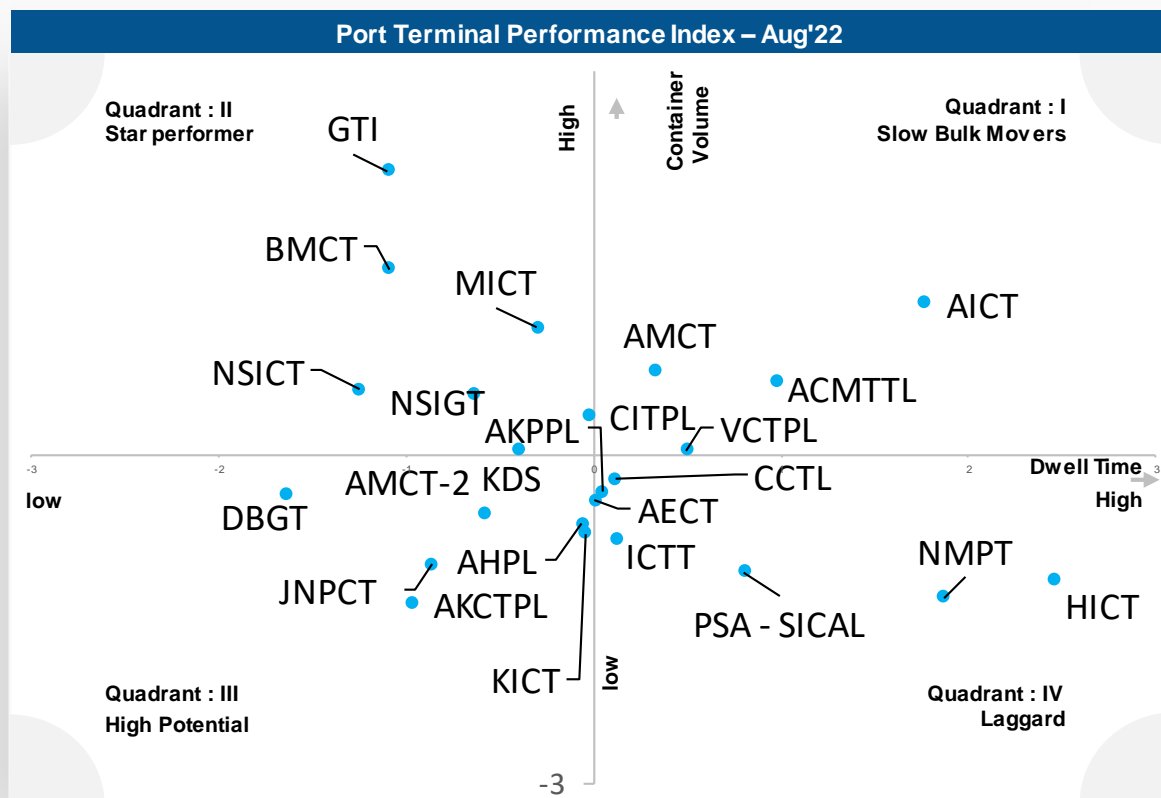 Port Terminal Performance Index – Aug'22
Quadrant : II
Star performer
High
Container
Volume
Quadrant : I
Slow Bulk Movers
GTI
BMCT
MICT
AICT
AMCT
NSICT
NSIGT
ACMTTL
AKPPL
CITPL
VCTPL
-3
-2
-1
0
1
2
3
Dwell Time
High
low
AMCT-2
KDS
CCTL
DBGT
AECT
AHPL
ICTT
NMPT
JNPCT
AKCTPL
PSA - SICAL
HICT
KICT
low
Quadrant : III
High Potential
Quadrant : IV
Laggard
-3